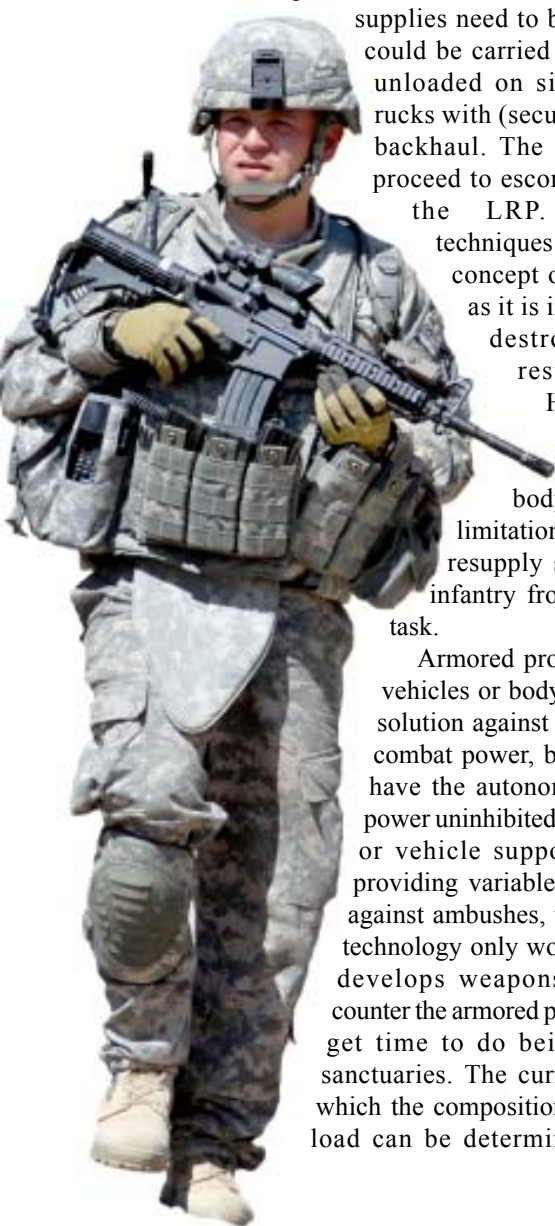 supplies need to b
could be carried
unloaded on si
rucks with (secu
backhaul. The
proceed to escor
the LRP.
techniques
concept o
as it is i
destro
res
H
bod
limitation
resupply s
infantry fro
task.
Armored pro
vehicles or body
solution against
combat power, b
have the autonor
power uninhibited
or vehicle suppo
providing variable
against ambushes,
technology only wo
develops weapons
counter the armored p
get time to do bei
sanctuaries. The cur
which the composition
load can be determi